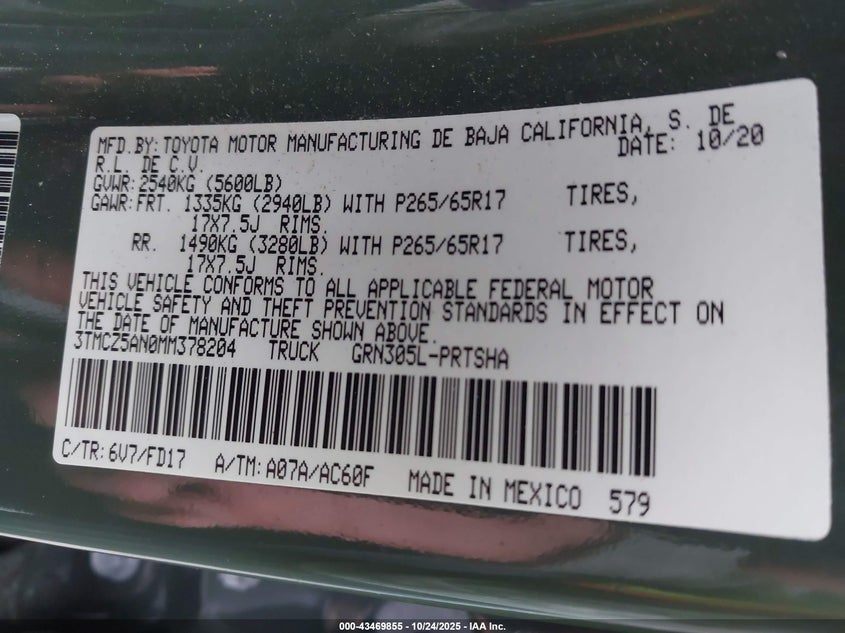 MFD.BY: TOYOTA MOTOR MANUFACTURING DE BAJA CALIFORNIA, S. DE
R.L. DE C.V. DATE: 10/20
GVWR: 2540KG (5600LB)
GAWR: FRT. 1335KG (2940LB) WITH P265/65R17 TIRES,
17X7.5J RIMS.
RR. 1490KG (3280LB) WITH P265/65R17 TIRES,
17X7.5J RIMS.
THIS VEHICLE CONFORMS TO ALL APPLICABLE FEDERAL MOTOR
VEHICLE SAFETY AND THEFT PREVENTION STANDARDS IN EFFECT ON
THE DATE OF MANUFACTURE SHOWN ABOVE.
3TMCZ5AN0MM378204 TRUCK GRN305L-PRTSHA
C/TR: 6V7/FD17 A/TM: A07A/AC60F MADE IN MEXICO 579
000-43469855 - 10/24/2025 - IAA Inc.